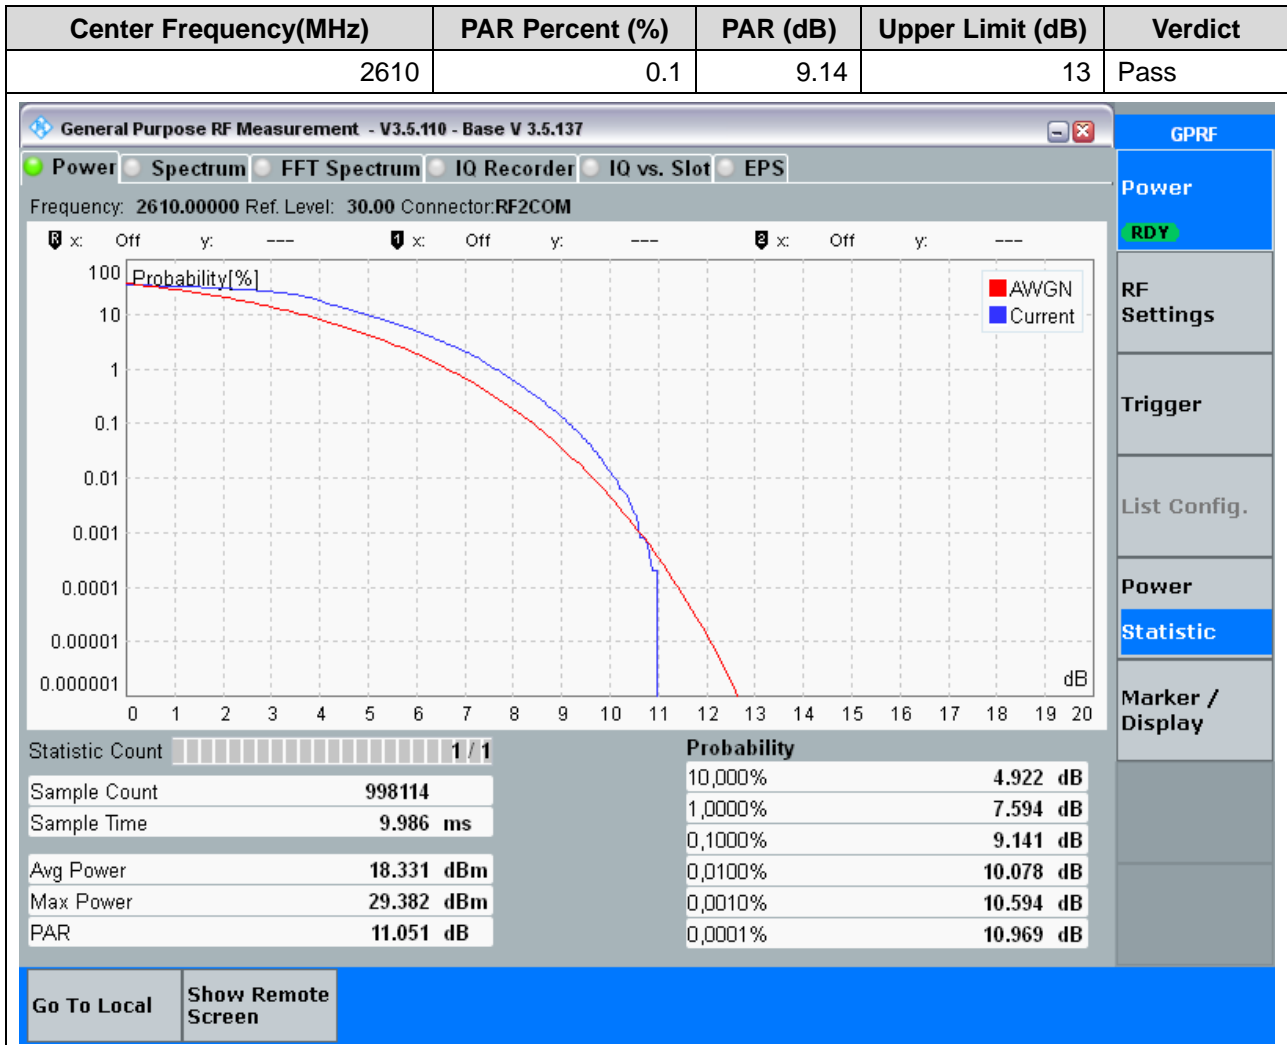 Center Frequency(MHz) PAR Percent (%) PAR (dB) Upper Limit (dB) Verdict
2610 0.1 9.14 13 Pass
General Purpose RF Measurement - V3.5.110 - Base V 3.5.137
GPRF
Power Spectrum FFT Spectrum IQ Recorder IQ vs. Slot EPS
Power
RDY
Frequency: 2610.00000 Ref. Level: 30.00 Connector:RF2COM
R x: Off y: --- 1 x: Off y: --- 2 x: Off y: ---
Probability[%]
AWGN
Current
100
10
1
0.1
0.01
0.001
0.0001
0.00001
0.000001
dB
0 1 2 3 4 5 6 7 8 9 10 11 12 13 14 15 16 17 18 19 20
RF
Settings
Trigger
List Config.
Power
Statistic
Marker /
Display
Statistic Count 1 / 1
Sample Count 998114
Sample Time 9.986 ms
Avg Power 18.331 dBm
Max Power 29.382 dBm
PAR 11.051 dB
Probability
10,000% 4.922 dB
1,0000% 7.594 dB
0,1000% 9.141 dB
0,0100% 10.078 dB
0,0010% 10.594 dB
0,0001% 10.969 dB
Go To Local
Show Remote
Screen